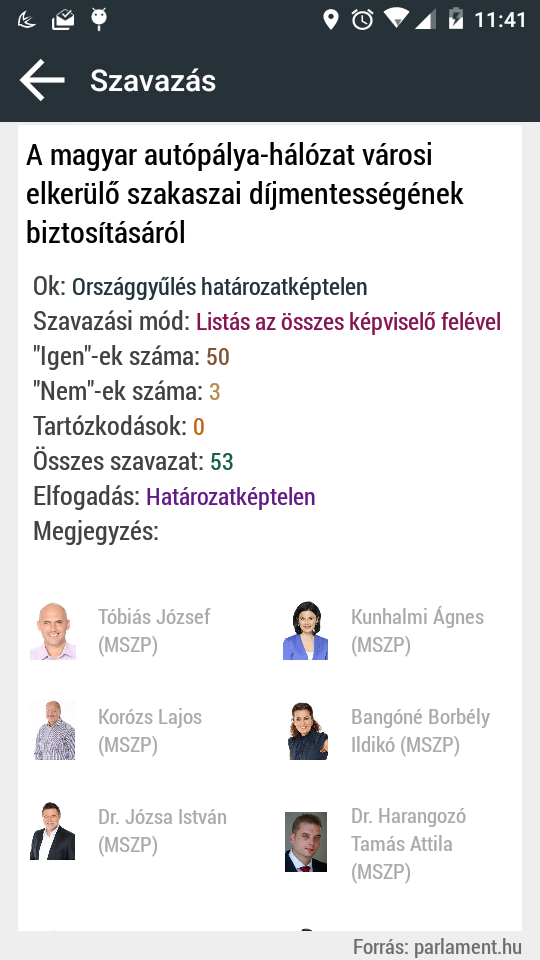 11:41
Szavazás
A magyar autópálya-hálózat városi
elkerülő szakaszai díjmentességének
biztosításáról
Ok: Országgyűlés határozatképtelen
Szavazási mód: Listás az összes képviselő felével
"Igen"-ek száma: 50
"Nem"-ek száma: 3
Tartózkodások: 0
Összes szavazat: 53
Elfogadás: Határozatképtelen
Megjegyzés:
Tóbiás József
(MSZP)
Kunhalmi Ágnes
(MSZP)
Korózs Lajos
(MSZP)
Bangóné Borbély
Ildikó (MSZP)
Dr. Józsa István
(MSZP)
Dr. Harangozó
Tamás Attila
(MSZP)
Forrás: parlament.hu